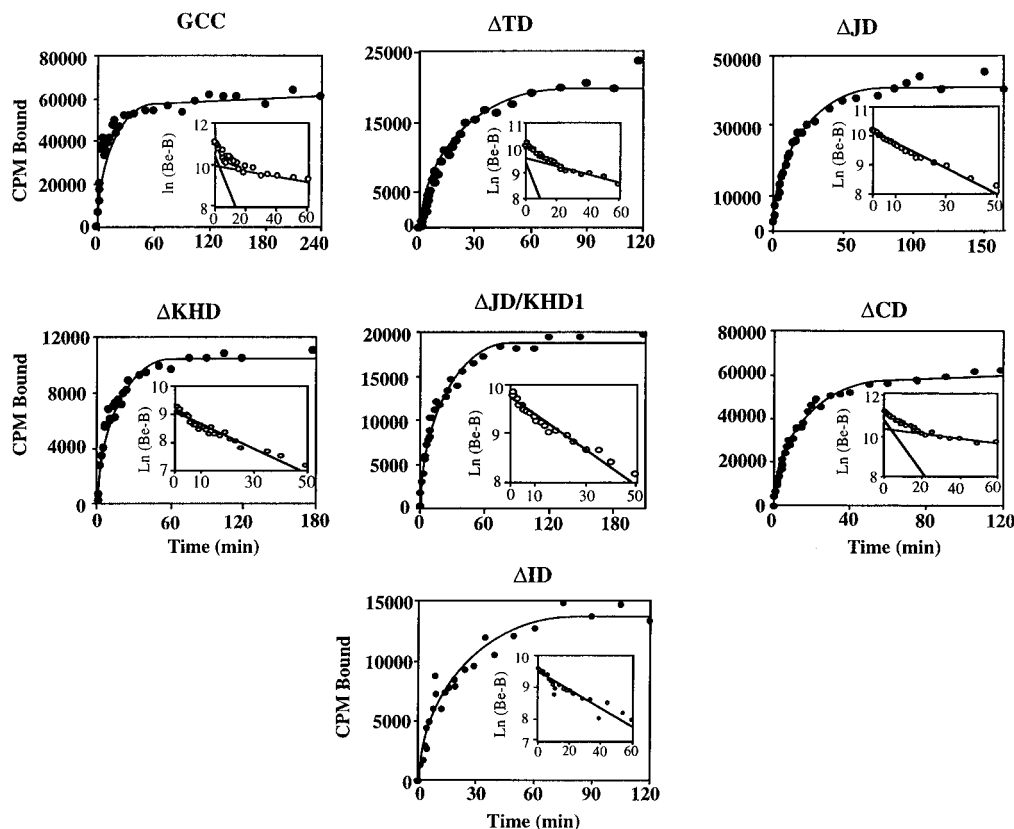 GCC
ΔTD
ΔJD
CPM Bound
80000
60000
40000
20000
0
0 60 120 180 240
ln (Be-B)
12
10
8
0 20 40 60
25000
20000
15000
10000
5000
0
0 30 60 90 120
Ln (Be-B)
11
10
9
8
0 20 40 60
50000
40000
30000
20000
10000
0
0 50 100 150
Ln (Be-B)
11
10
9
8
0 10 30 50
ΔKHD
ΔJD/KHD1
ΔCD
CPM Bound
12000
8000
4000
0
0 60 120 180
Time (min)
Ln (Be-B)
10
9
8
7
0 10 30 50
20000
15000
10000
5000
0
0 60 120 180
Time (min)
Ln (Be-B)
10
9
8
0 10 30 50
80000
60000
40000
20000
0
0 40 80 120
Time (min)
Ln (Be-B)
12
10
8
0 20 40 60
ΔID
CPM Bound
15000
10000
5000
0
0 30 60 90 120
Time (min)
Ln (Be-B)
10
9
8
7
0 20 40 60